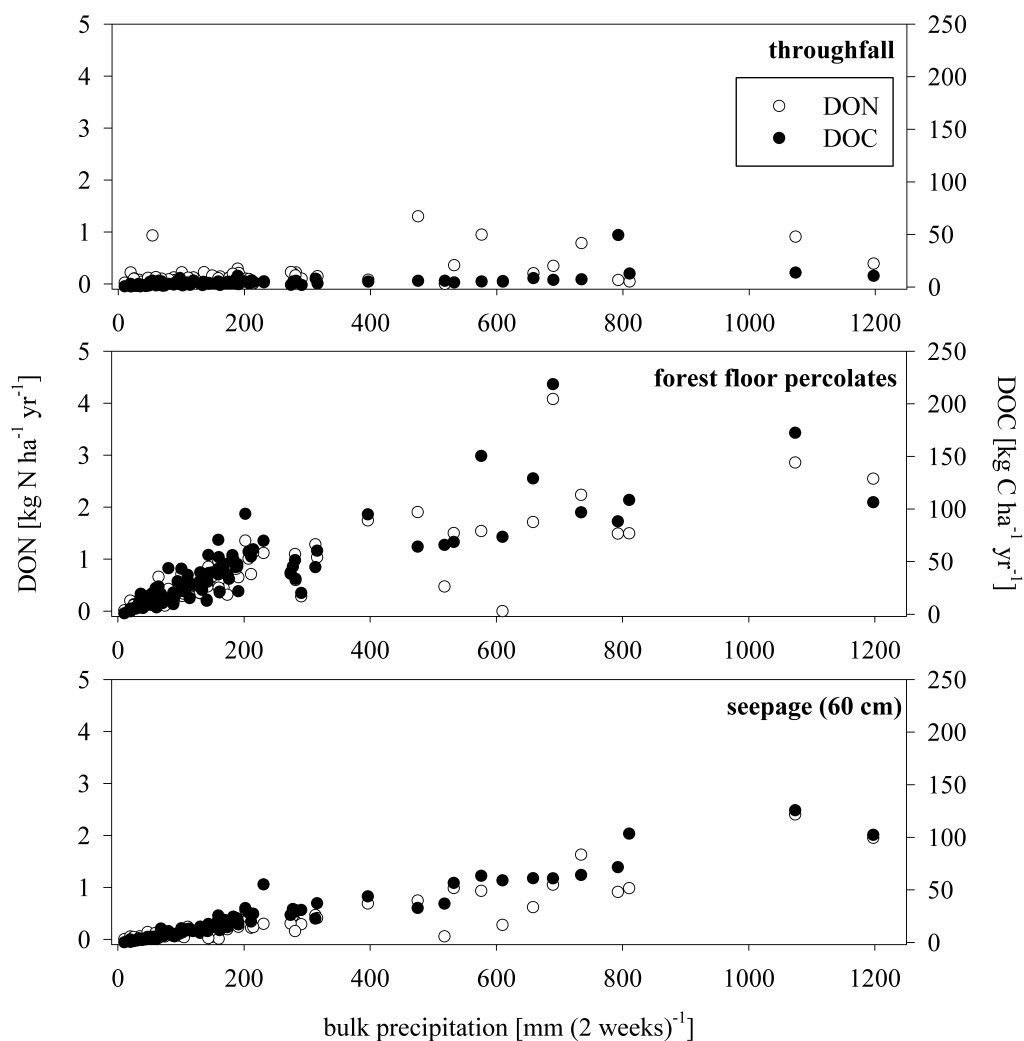 5 250
throughfall
4 200
DON
DOC
3 150
2 100
1 50
0 0
0 200 400 600 800 1000 1200
5 250
forest floor percolates
4 200
3 150
2 100
1 50
0 0
0 200 400 600 800 1000 1200
DON [kg N ha⁻¹ yr⁻¹]
DOC [kg C ha⁻¹ yr⁻¹]
5 250
seepage (60 cm)
4 200
3 150
2 100
1 50
0 0
0 200 400 600 800 1000 1200
bulk precipitation [mm (2 weeks)⁻¹]